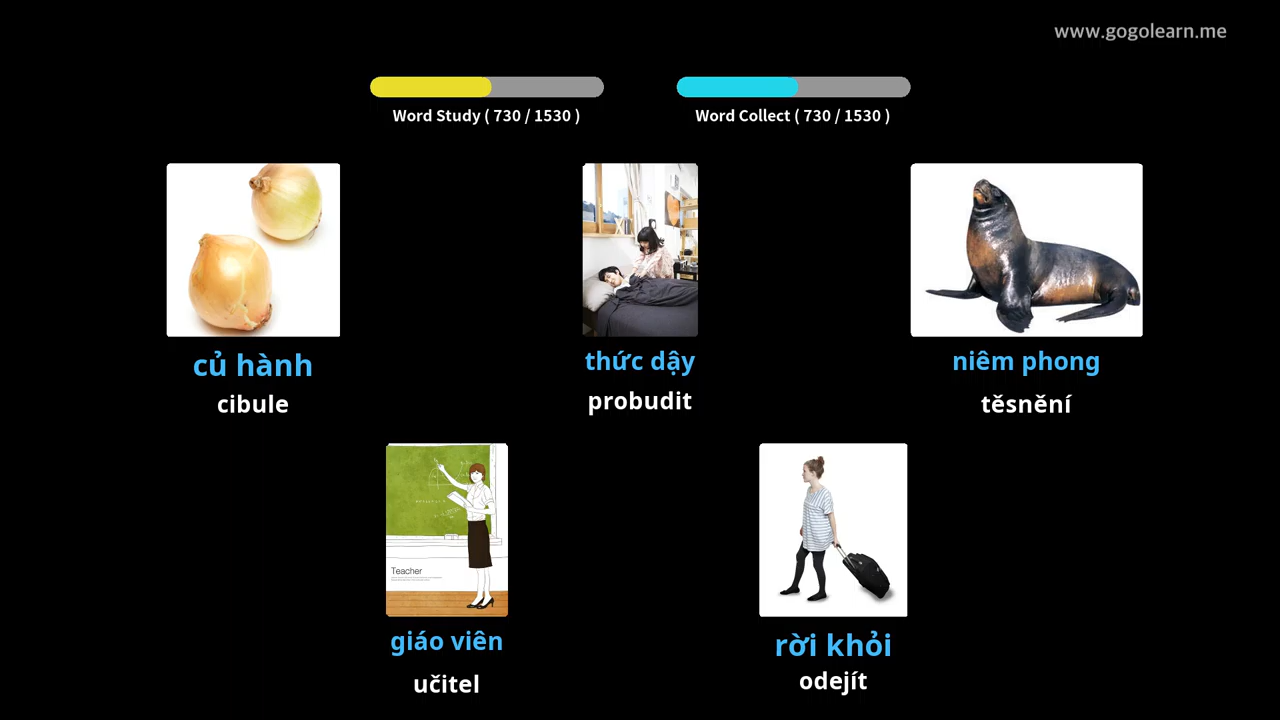 www.gogolearn.me
Word Study ( 730 / 1530 )
Word Collect ( 730 / 1530 )
củ hành
cibule
thức dậy
probudit
niêm phong
těsnění
Teacher
giáo viên
učitel
rời khỏi
odejít